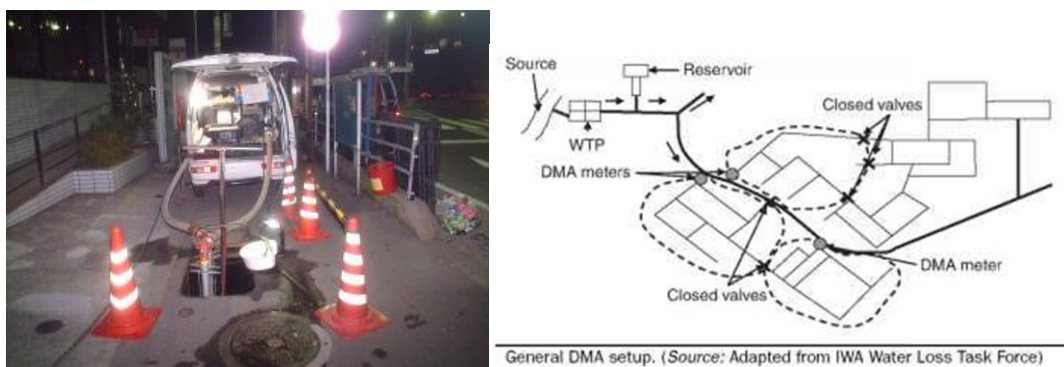 Source
Reservoir
Closed valves
WTP
DMA meters
DMA meter
Closed valves
General DMA setup. (Source: Adapted from IWA Water Loss Task Force)